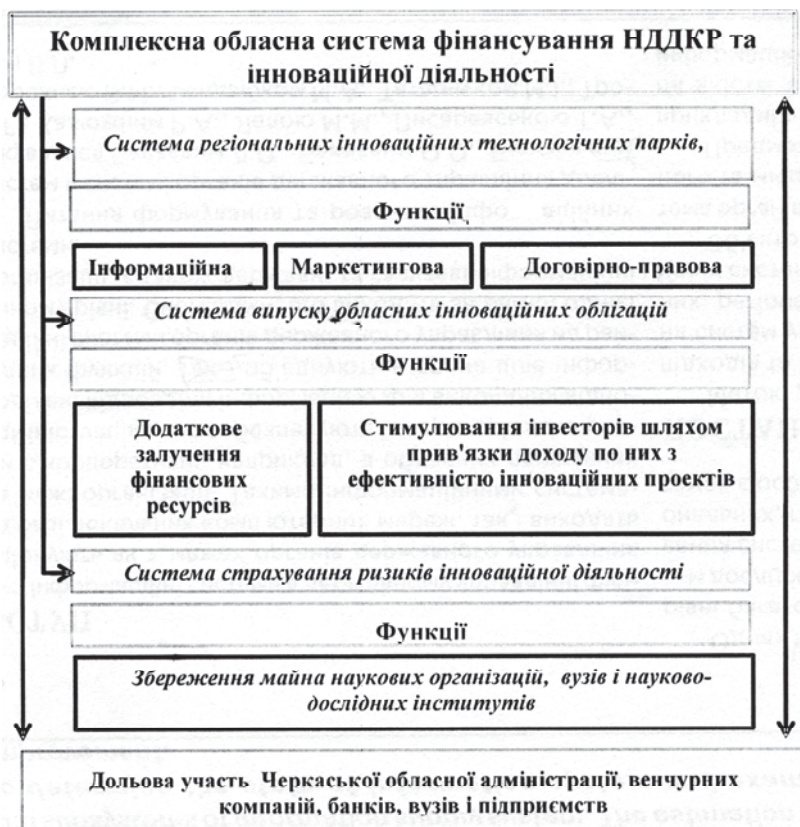 Комплексна обласна система фінансування НДДКР та
інноваційної діяльності
Система регіональних інноваційних технологічних парків,
Функції
Інформаційна
Маркетингова
Договірно-правова
Система випуску обласних інноваційних облігацій
Функції
Додаткове
залучення
фінансових
ресурсів
Стимулювання інвесторів шляхом
прив'язки доходу по них з
ефективністю інноваційних проектів
Система страхування ризиків інноваційної діяльності
Функції
Збереження майна наукових організацій, вузів і науково-
дослідних інститутів
Дольова участь Черкаської обласної адміністрації, венчурних
компаній, банків, вузів і підприємств